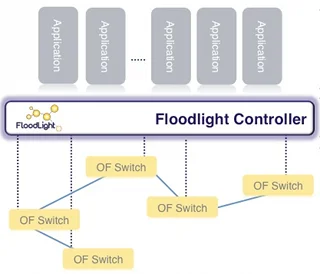 Application
Application
.....
Application
Application
Application
FloodLight
Floodlight Controller
OF Switch
OF Switch
OF Switch
OF Switch
OF Switch